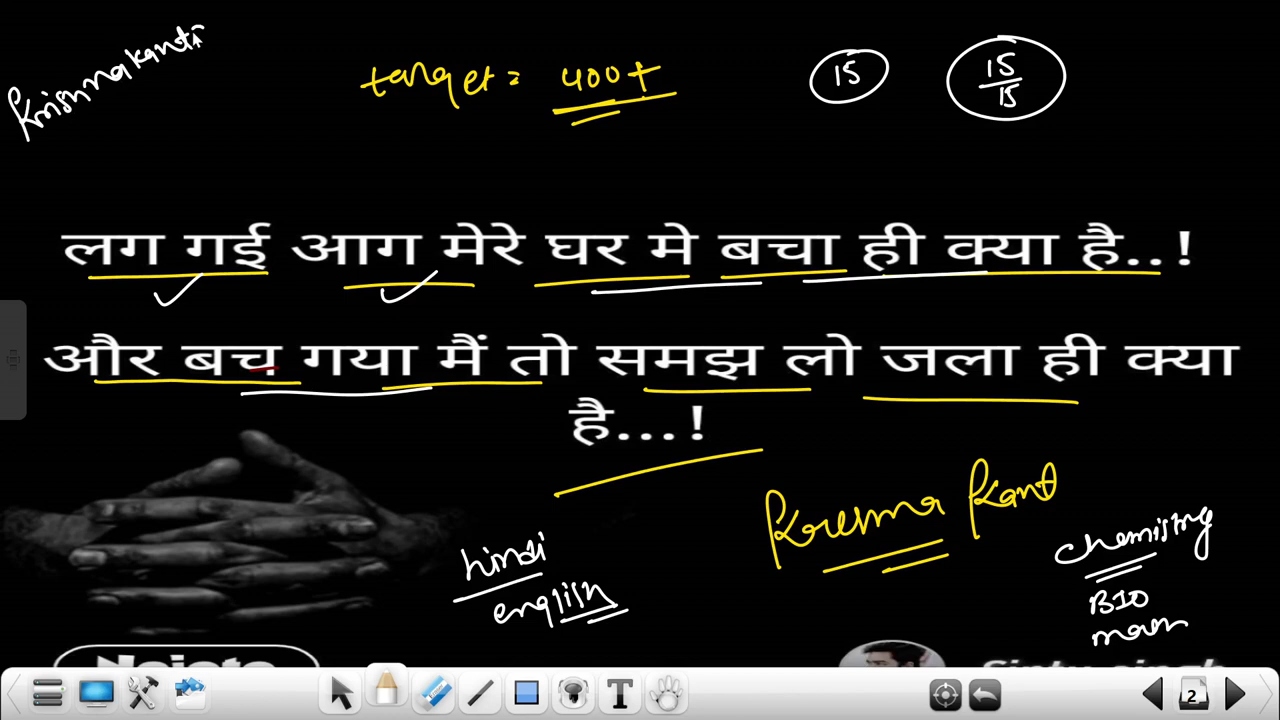 Krishnakant
target = 400+
15
15/15
लग गई आग मेरे घर मे बचा ही क्या है..!
और बच गया मैं तो समझ लो जला ही क्या
है...!
Krishna Kant
hindi
english
chemistry
BIO
2